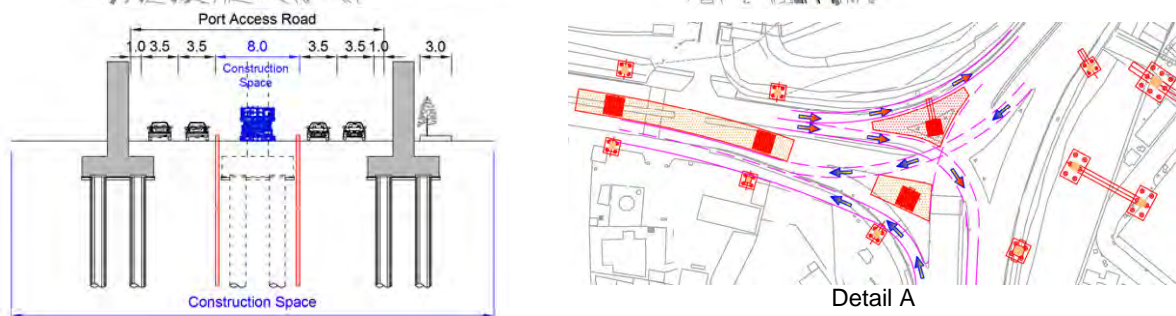 Port Access Road
1.0 3.5 3.5 8.0 3.5 3.5 1.0 3.0
Construction
Space
Construction Space
Detail A